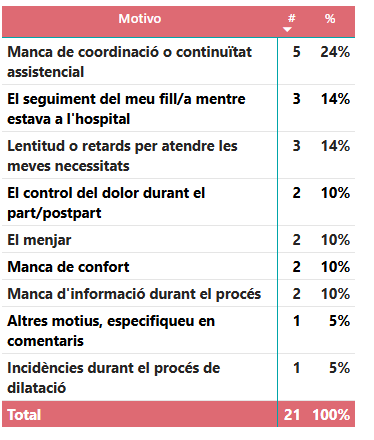 Motivo # %
Manca de coordinació o continuïtat 5 24%
assistencial
El seguiment del meu fill/a mentre 3 14%
estava a l'hospital
Lentitud o retards per atendre les 3 14%
meves necessitats
El control del dolor durant el 2 10%
part/postpart
El menjar 2 10%
Manca de confort 2 10%
Manca d'informació durant el procés 2 10%
Altres motius, especifiqueu en 1 5%
comentaris
Incidències durant el procés de 1 5%
dilatació
Total 21 100%